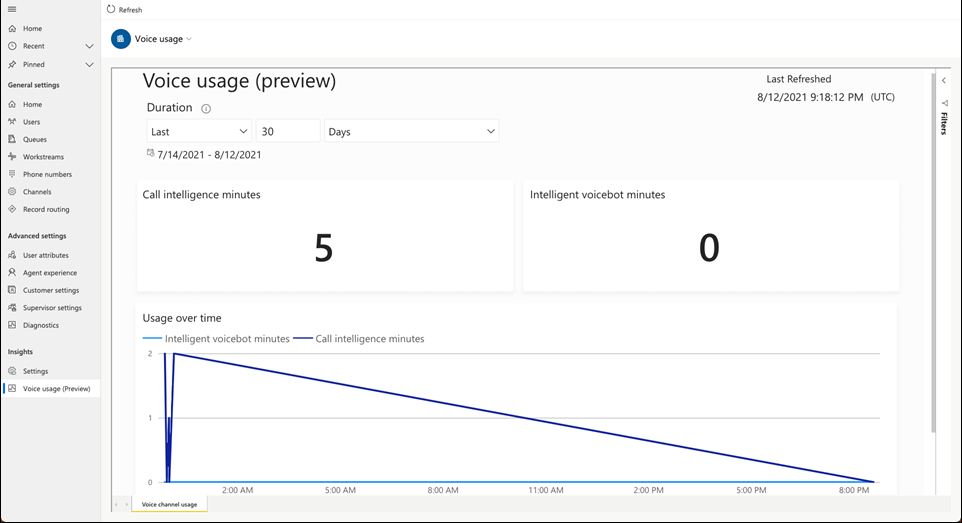 Refresh
Home
Recent
Pinned
General settings
Home
Users
Queues
Workstreams
Phone numbers
Channels
Record routing
Advanced settings
User attributes
Agent experience
Customer settings
Supervisor settings
Diagnostics
Insights
Settings
Voice usage (Preview)
Voice usage
Voice usage (preview)
Last Refreshed
8/12/2021 9:18:12 PM (UTC)
Duration
Last 30 Days
7/14/2021 - 8/12/2021
Filters
Call intelligence minutes
5
Intelligent voicebot minutes
0
Usage over time
Intelligent voicebot minutes Call intelligence minutes
2
1
0
2:00 AM 5:00 AM 8:00 AM 11:00 AM 2:00 PM 5:00 PM 8:00 PM
Voice channel usage